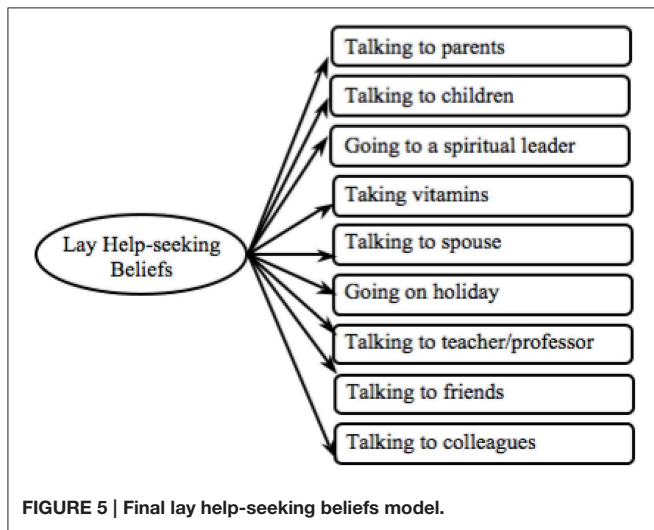 Talking to parents
Talking to children
Going to a spiritual leader
Taking vitamins
Lay Help-seeking
Beliefs
Talking to spouse
Going on holiday
Talking to teacher/professor
Talking to friends
Talking to colleagues
FIGURE 5 | Final lay help-seeking beliefs model.